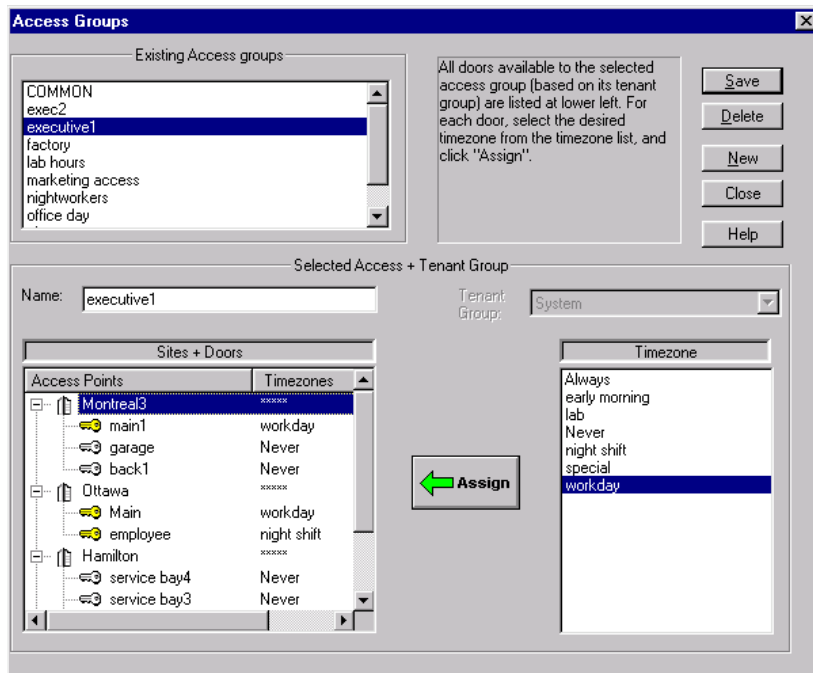 Access Groups
Existing Access groups
COMMON
exec2
executive1
factory
lab hours
marketing access
nightworkers
office day
All doors available to the selected
access group (based on its tenant
group) are listed at lower left. For
each door, select the desired
timezone from the timezone list, and
click "Assign".
Save
Delete
New
Close
Help
Selected Access + Tenant Group
Name: executive1
Tenant
Group: System
Sites + Doors
Access Points Timezones
Montreal3 *****
main1 workday
garage Never
back1 Never
Ottawa *****
Main workday
employee night shift
Hamilton *****
service bay4 Never
service bay3 Never
Assign
Timezone
Always
early morning
lab
Never
night shift
special
workday